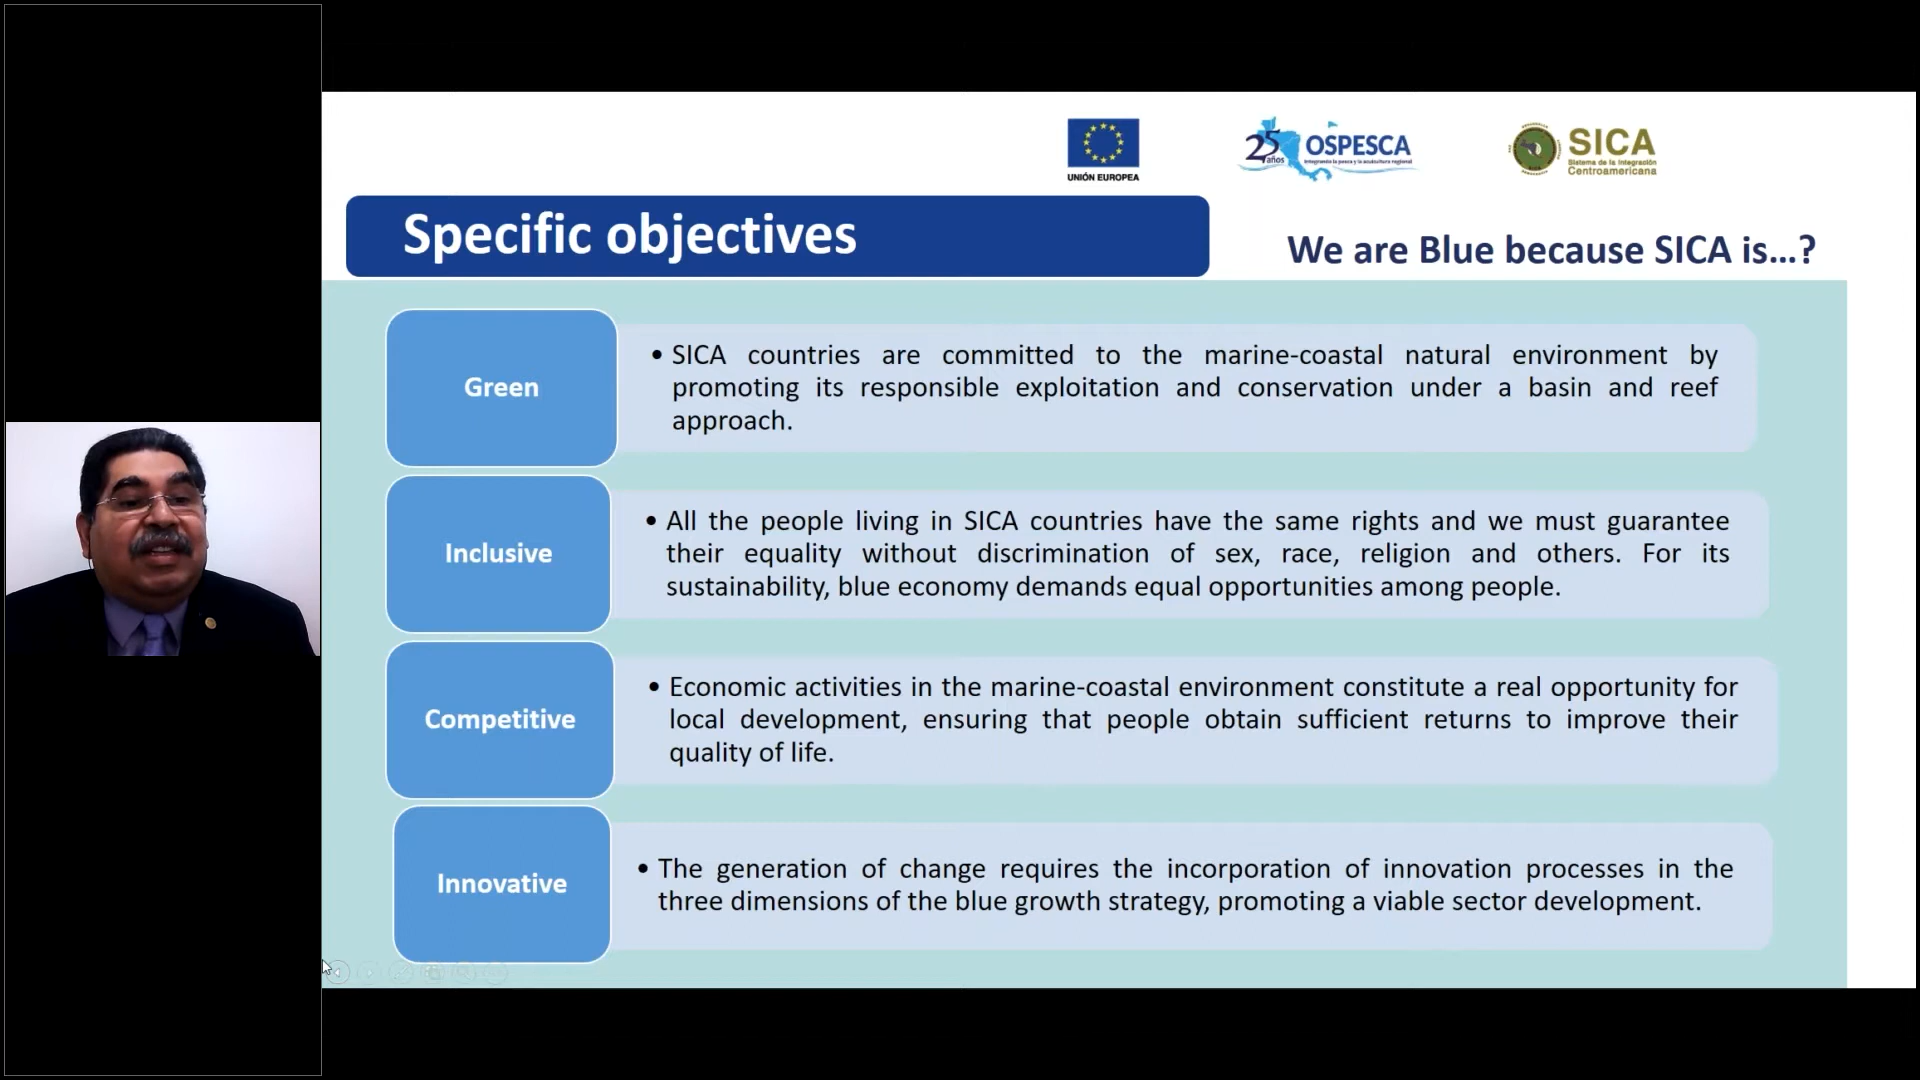 UNIÓN EUROPEA
25
años
OSPESCA
Integrando la pesca y la acuicultura regional
SICA
Sistema de la Integración
Centroamericana
Specific objectives
We are Blue because SICA is...?
Green
• SICA countries are committed to the marine-coastal natural environment by
promoting its responsible exploitation and conservation under a basin and reef
approach.
Inclusive
• All the people living in SICA countries have the same rights and we must guarantee
their equality without discrimination of sex, race, religion and others. For its
sustainability, blue economy demands equal opportunities among people.
Competitive
• Economic activities in the marine-coastal environment constitute a real opportunity for
local development, ensuring that people obtain sufficient returns to improve their
quality of life.
Innovative
• The generation of change requires the incorporation of innovation processes in the
three dimensions of the blue growth strategy, promoting a viable sector development.